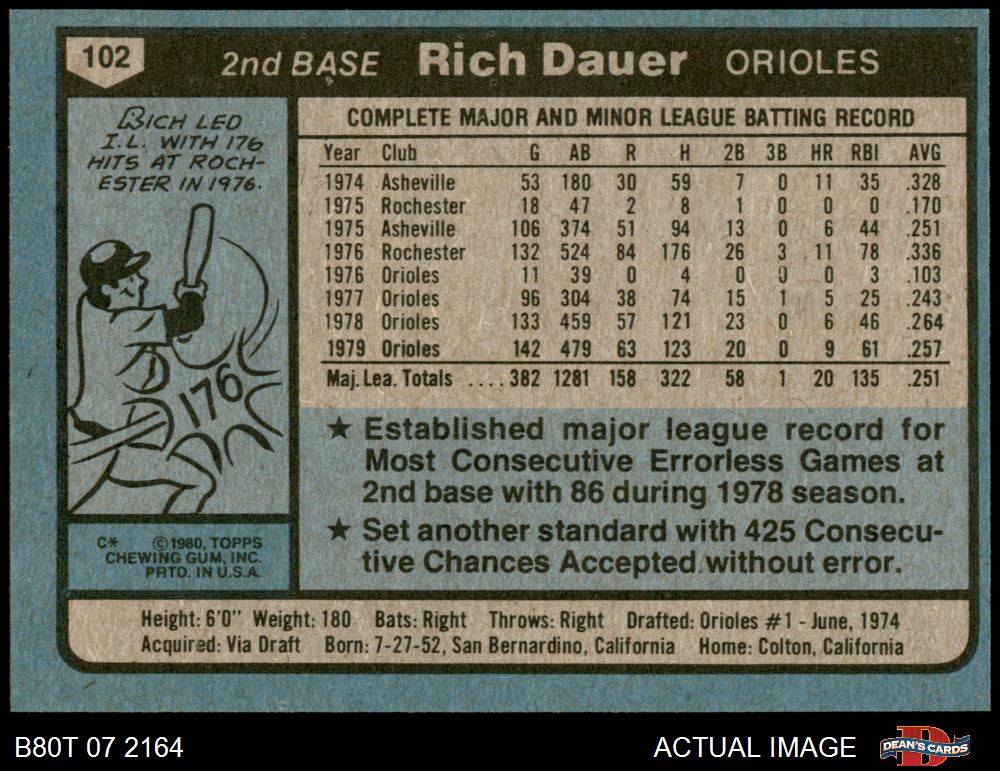 102 2nd BASE Rich Dauer ORIOLES
RICH LED
I.L. WITH 176
HITS AT ROCH-
ESTER IN 1976.
176
C* ©1980, TOPPS
CHEWING GUM, INC.
PRTD. IN U.S.A.
COMPLETE MAJOR AND MINOR LEAGUE BATTING RECORD
Year Club G AB R H 2B 3B HR RBI AVG
1974 Asheville 53 180 30 59 7 0 11 35 .328
1975 Rochester 18 47 2 8 1 0 0 0 .170
1975 Asheville 106 374 51 94 13 0 6 44 .251
1976 Rochester 132 524 84 176 26 3 11 78 .336
1976 Orioles 11 39 0 4 0 0 0 3 .103
1977 Orioles 96 304 38 74 15 1 5 25 .243
1978 Orioles 133 459 57 121 23 0 6 46 .264
1979 Orioles 142 479 63 123 20 0 9 61 .257
Maj. Lea. Totals .... 382 1281 158 322 58 1 20 135 .251
★ Established major league record for
Most Consecutive Errorless Games at
2nd base with 86 during 1978 season.
★ Set another standard with 425 Consecu-
tive Chances Accepted without error.
Height: 6'0" Weight: 180 Bats: Right Throws: Right Drafted: Orioles #1 - June, 1974
Acquired: Via Draft Born: 7-27-52, San Bernardino, California Home: Colton, California
B80T 07 2164 ACTUAL IMAGE DEAN'S CARDS